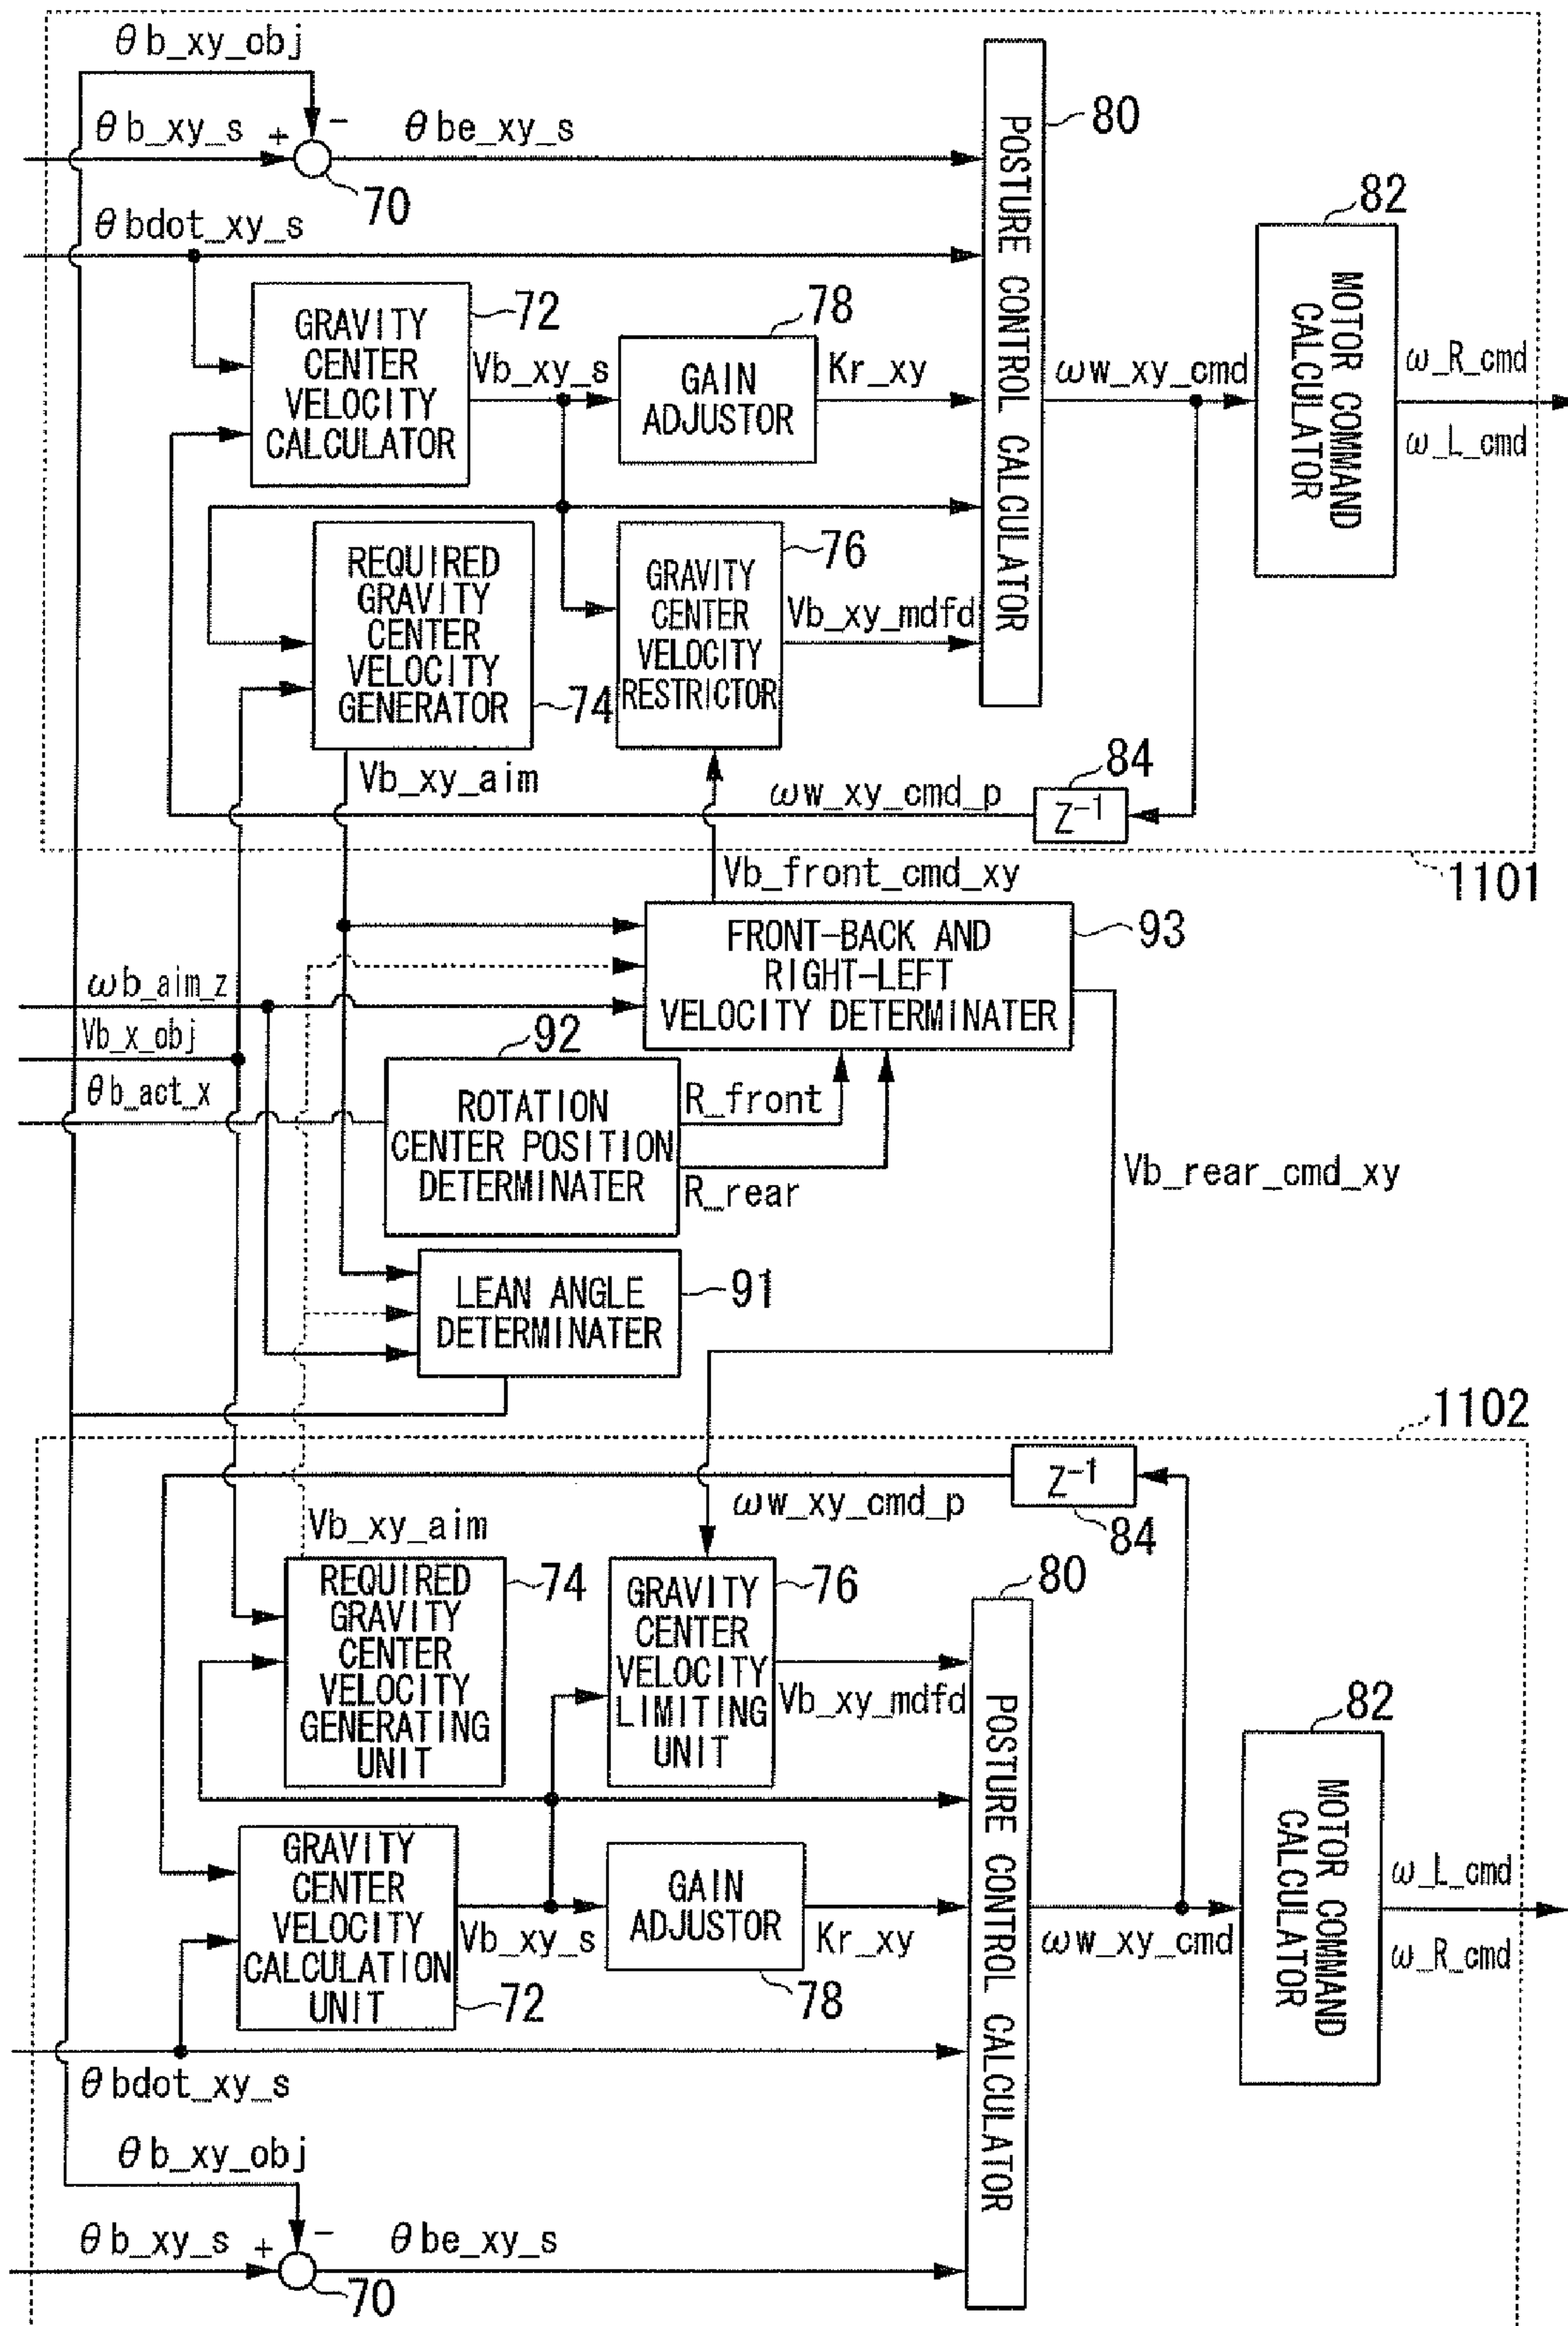 θb_xy_obj
θb_xy_s
+
−
θbe_xy_s
70
θbdot_xy_s
GRAVITY
CENTER
VELOCITY
CALCULATOR
72
Vb_xy_s
GAIN
ADJUSTOR
78
Kr_xy
POSTURE CONTROL CALCULATOR
80
ωw_xy_cmd
82
MOTOR COMMAND
CALCULATOR
ω_R_cmd
ω_L_cmd
REQUIRED
GRAVITY
CENTER
VELOCITY
GENERATOR
74
GRAVITY
CENTER
VELOCITY
RESTRICTOR
76
Vb_xy_mdfd
Vb_xy_aim
ωw_xy_cmd_p
84
Z-1
1101
Vb_front_cmd_xy
FRONT-BACK AND
RIGHT-LEFT
VELOCITY DETERMINATER
93
ωb_aim_z
Vb_x_obj
θb_act_x
92
ROTATION
CENTER POSITION
DETERMINATER
R_front
R_rear
Vb_rear_cmd_xy
LEAN ANGLE
DETERMINATER
91
1102
Z-1
84
ωw_xy_cmd_p
Vb_xy_aim
REQUIRED
GRAVITY
CENTER
VELOCITY
GENERATING
UNIT
74
GRAVITY
CENTER
VELOCITY
LIMITING
UNIT
76
Vb_xy_mdfd
80
POSTURE CONTROL CALCULATOR
82
MOTOR COMMAND
CALCULATOR
GRAVITY
CENTER
VELOCITY
CALCULATION
UNIT
72
Vb_xy_s
GAIN
ADJUSTOR
78
Kr_xy
ωw_xy_cmd
ω_L_cmd
ω_R_cmd
θbdot_xy_s
θb_xy_obj
θb_xy_s
+
−
θbe_xy_s
70